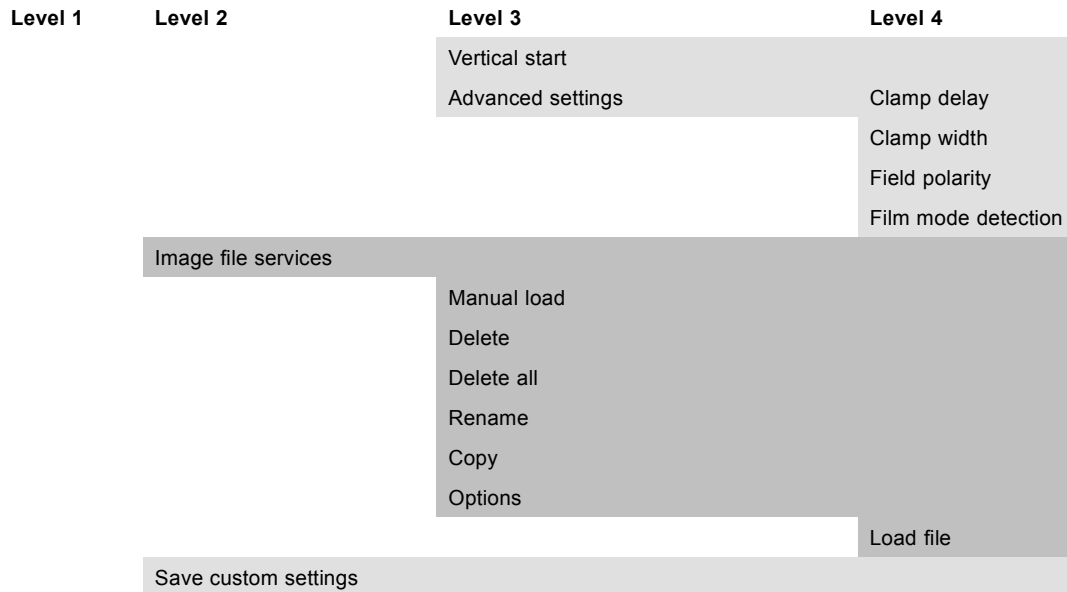 Level 1 Level 2 Level 3 Level 4
Vertical start
Advanced settings Clamp delay
Clamp width
Field polarity
Film mode detection
Image file services
Manual load
Delete
Delete all
Rename
Copy
Options
Load file
Save custom settings